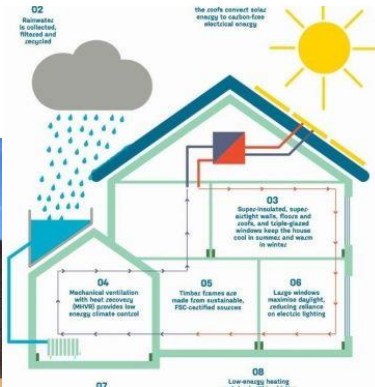 02
Rainwater
is collected,
filtered and
recycled
the roofs convert solar
energy to carbon-free
electrical energy
03
Super-insulated, super-
airtight walls, floors and
roofs, and triple-glazed
windows keep the house
cool in summer and warm
in winter
04
Mechanical ventilation
with heat recovery
(MHVR) provides low
energy climate control
05
Timber frames are
made from sustainable,
FSC-certified sources
06
Large windows
maximise daylight,
reducing reliance
on electric lighting
07
08
Low-energy heating